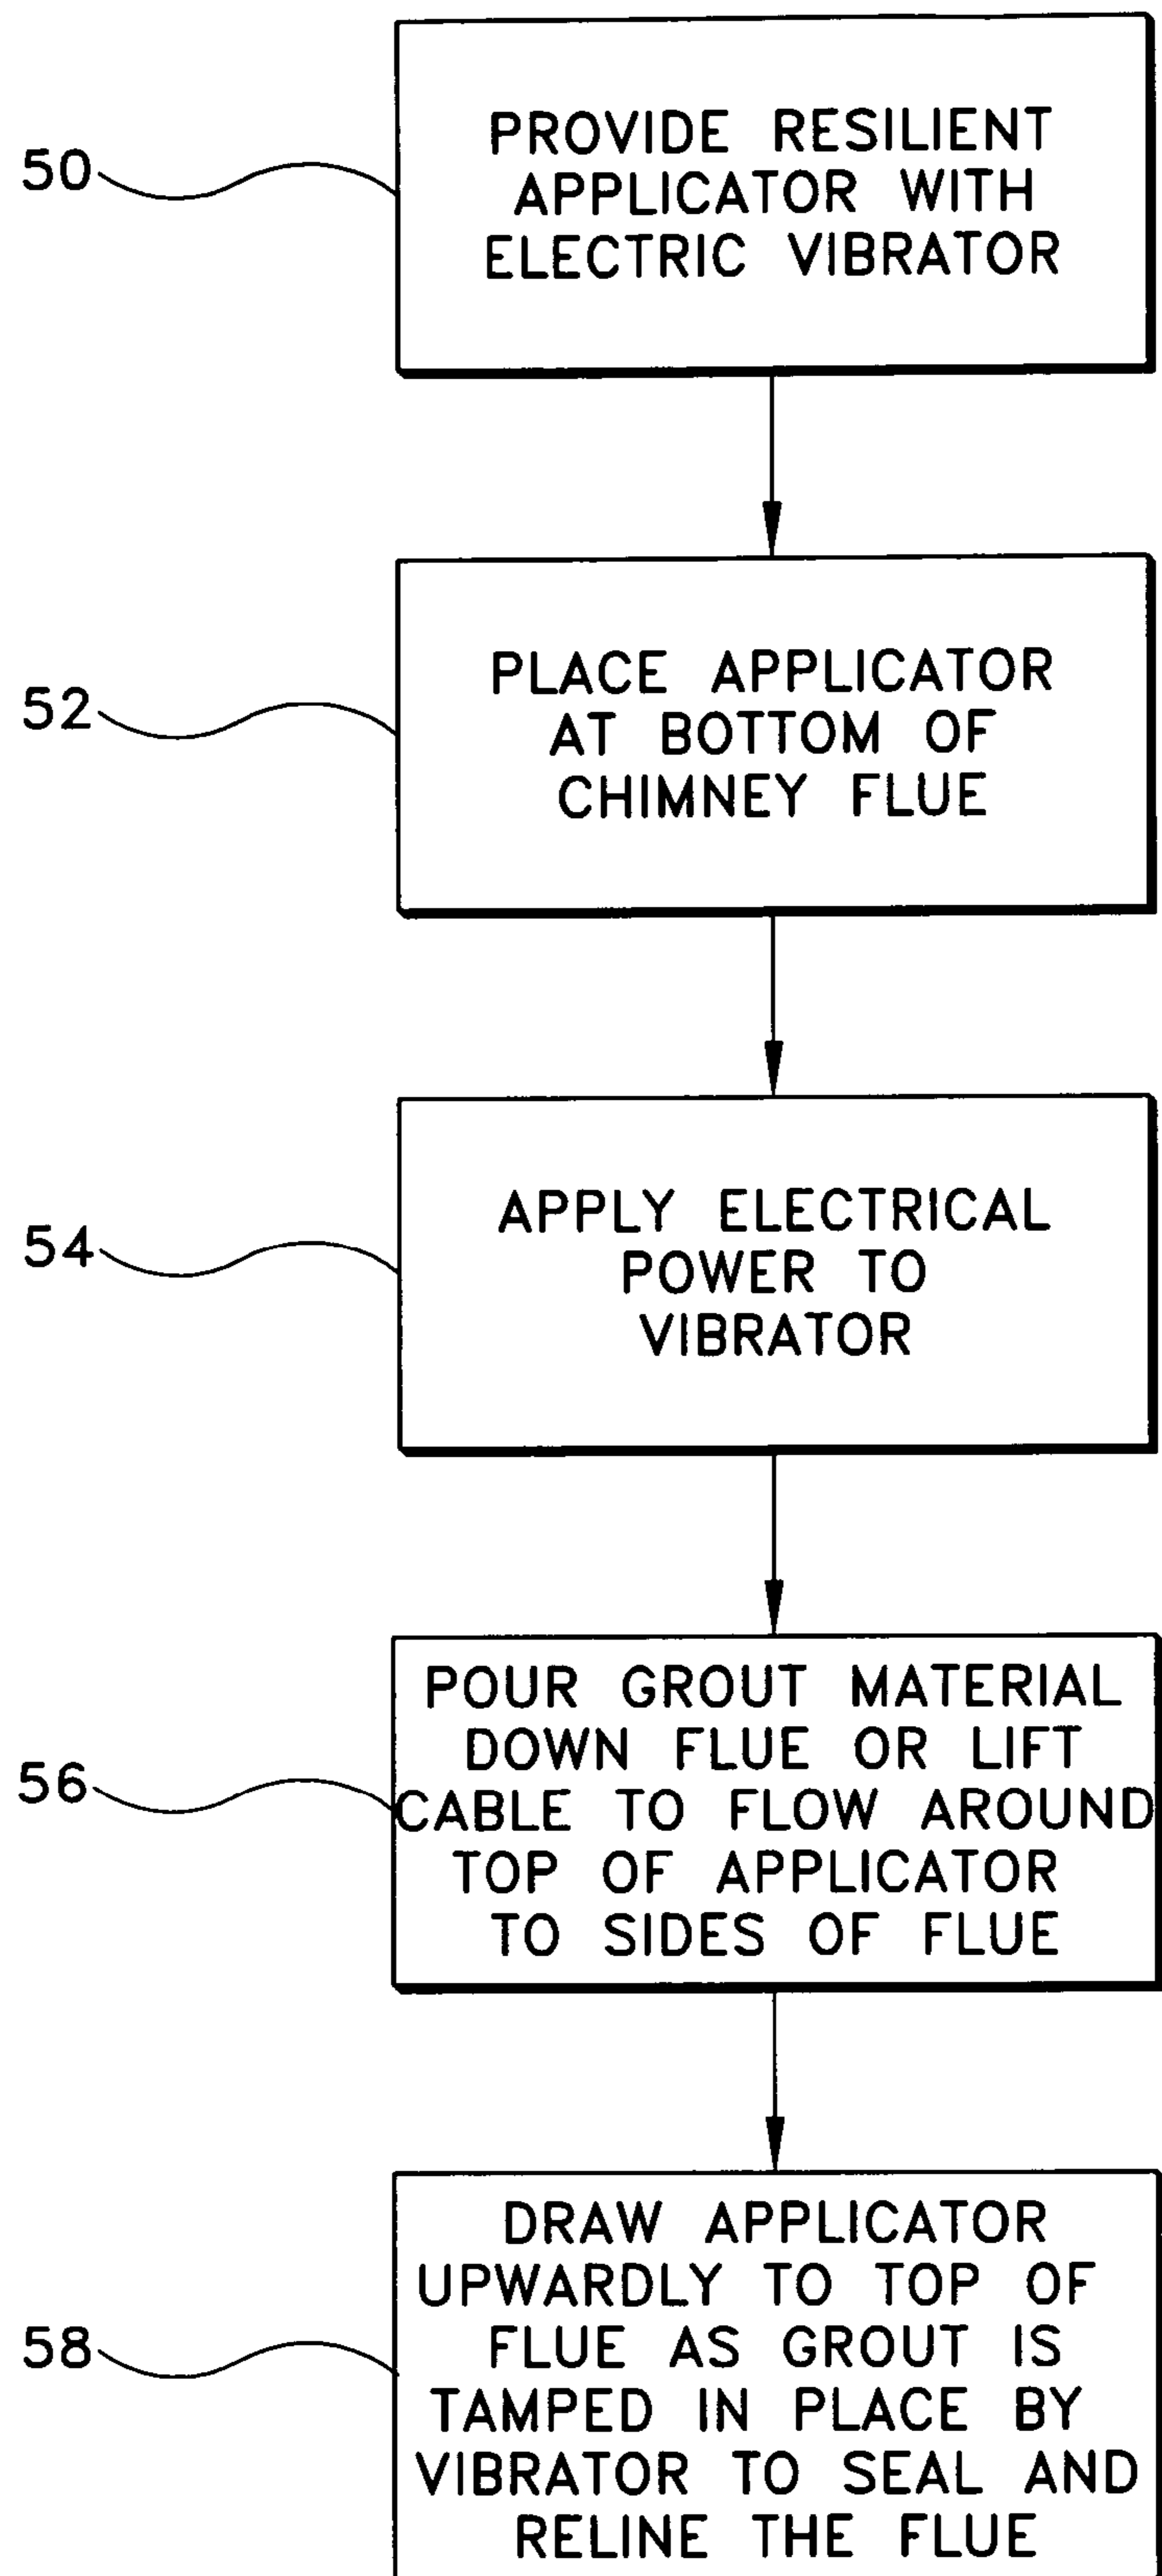 50
PROVIDE RESILIENT
APPLICATOR WITH
ELECTRIC VIBRATOR
52
PLACE APPLICATOR
AT BOTTOM OF
CHIMNEY FLUE
54
APPLY ELECTRICAL
POWER TO
VIBRATOR
56
POUR GROUT MATERIAL
DOWN FLUE OR LIFT
CABLE TO FLOW AROUND
TOP OF APPLICATOR
TO SIDES OF FLUE
58
DRAW APPLICATOR
UPWARDLY TO TOP OF
FLUE AS GROUT IS
TAMPED IN PLACE BY
VIBRATOR TO SEAL AND
RELINE THE FLUE